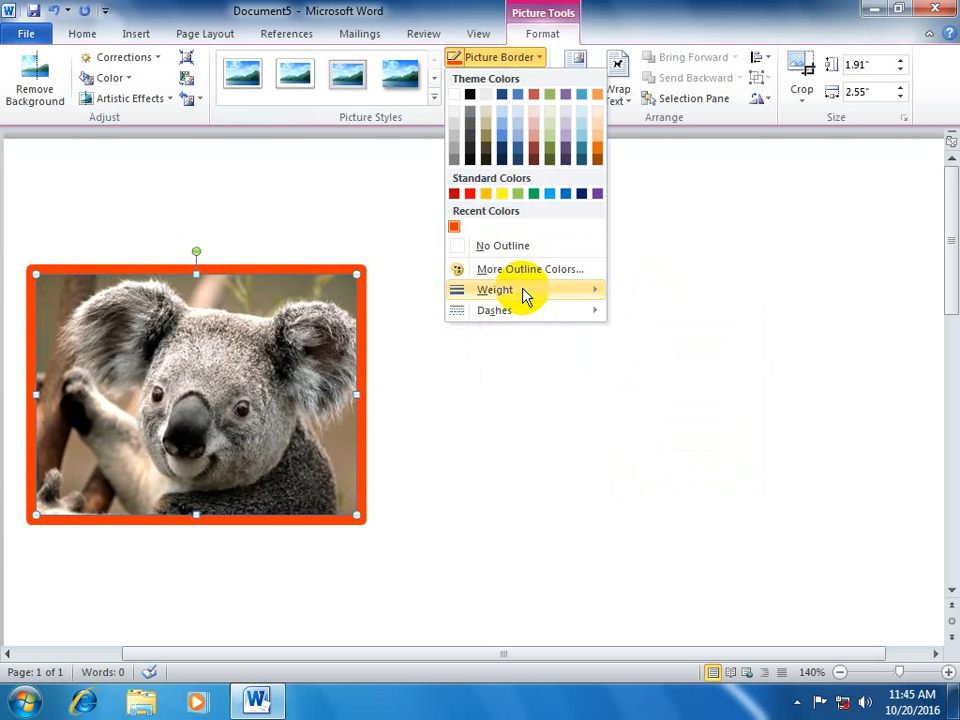 Document5 - Microsoft Word
Picture Tools
File
Home
Insert
Page Layout
References
Mailings
Review
View
Format
Remove
Background
Corrections
Color
Artistic Effects
Adjust
Picture Styles
Picture Border
Wrap
Text
Bring Forward
Send Backward
Selection Pane
Arrange
Crop
1.91"
2.55"
Size
Theme Colors
Standard Colors
Recent Colors
No Outline
More Outline Colors...
Weight
Dashes
Page: 1 of 1
Words: 0
140%
11:45 AM
10/20/2016